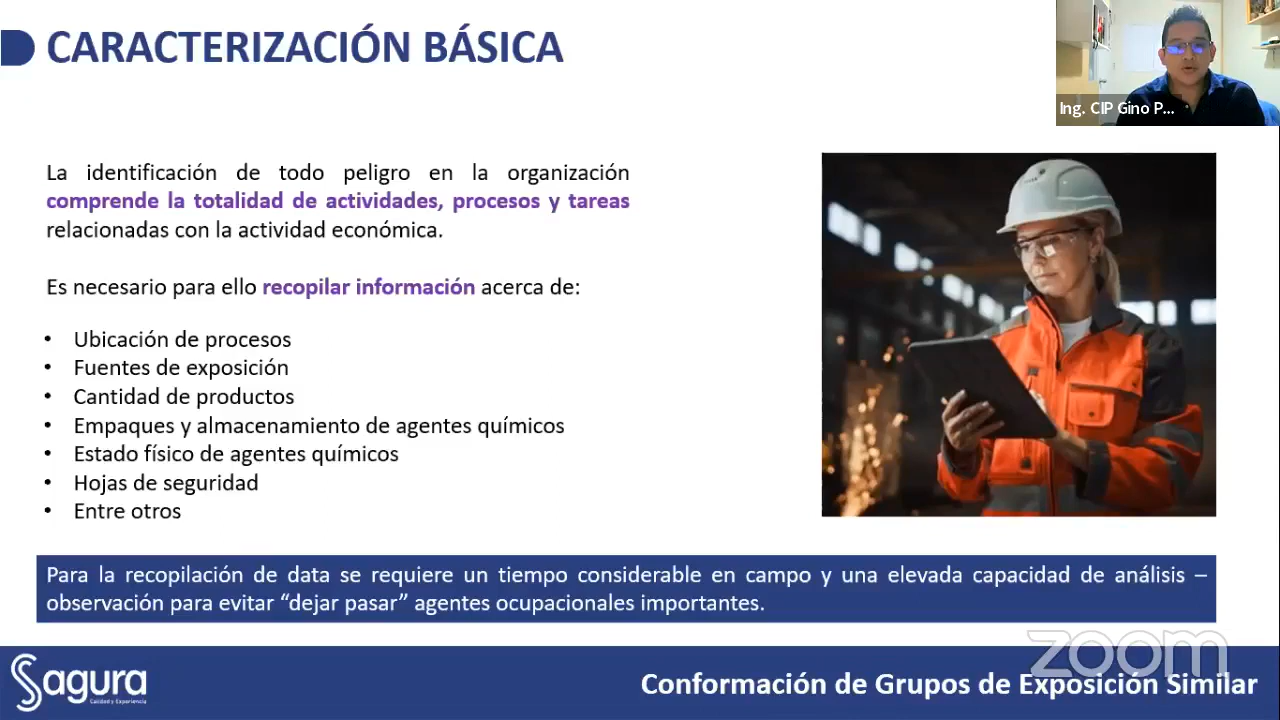 CARACTERIZACIÓN BÁSICA
Ing. CIP Gino P...
La identificación de todo peligro en la organización
comprende la totalidad de actividades, procesos y tareas
relacionadas con la actividad económica.
Es necesario para ello recopilar información acerca de:
• Ubicación de procesos
• Fuentes de exposición
• Cantidad de productos
• Empaques y almacenamiento de agentes químicos
• Estado físico de agentes químicos
• Hojas de seguridad
• Entre otros
Para la recopilación de data se requiere un tiempo considerable en campo y una elevada capacidad de análisis –
observación para evitar “dejar pasar” agentes ocupacionales importantes.
zoom
Sagura
Calidad y Experiencia
Conformación de Grupos de Exposición Similar